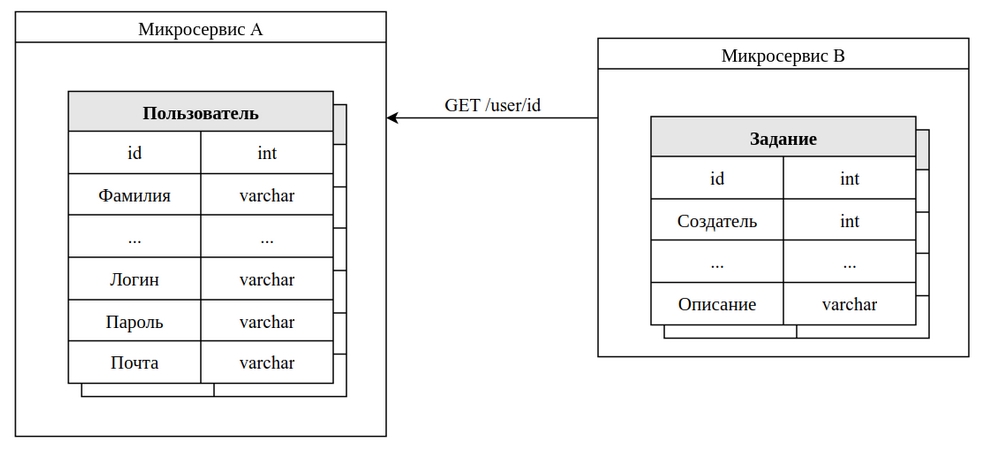 Микросервис A
Пользователь
id int
Фамилия varchar
... ...
Логин varchar
Пароль varchar
Почта varchar
GET /user/id
Микросервис B
Задание
id int
Создатель int
... ...
Описание varchar